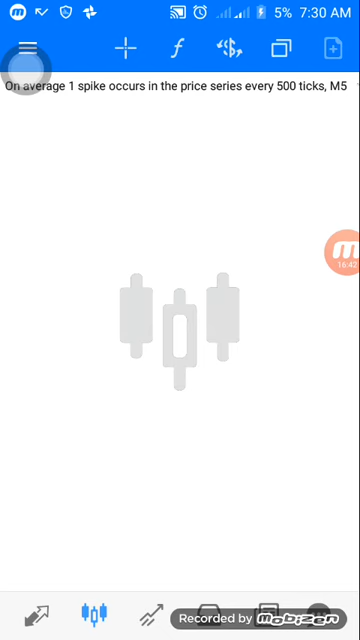 5% 7:30 AM
On average 1 spike occurs in the price series every 500 ticks, M5
16:42
Recorded by Mobizen